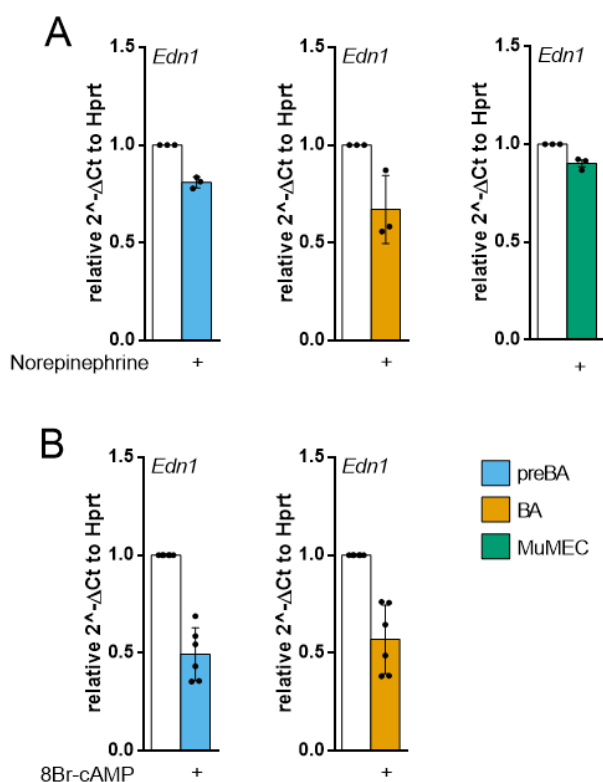 A
relative 2^-ΔCt to Hprt
1.5
1.0
0.5
0.0
Edn1
relative 2^-ΔCt to Hprt
1.5
1.0
0.5
0.0
Edn1
relative 2^-ΔCt to Hprt
1.5
1.0
0.5
0.0
Edn1
Norepinephrine + + +
B
relative 2^-ΔCt to Hprt
1.5
1.0
0.5
0.0
Edn1
relative 2^-ΔCt to Hprt
1.5
1.0
0.5
0.0
Edn1
preBA
BA
MuMEC
8Br-cAMP + +